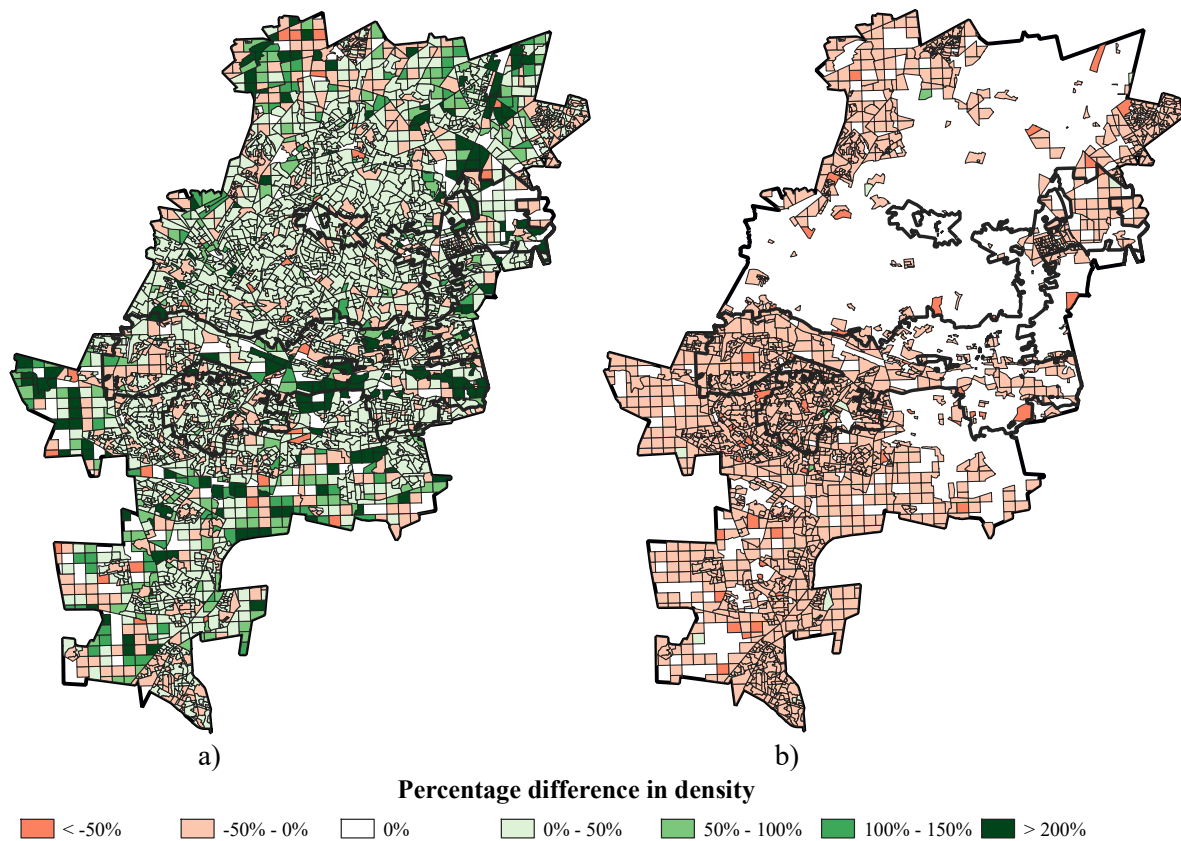 a) b)
Percentage difference in density
< -50% -50% - 0% 0% 0% - 50% 50% - 100% 100% - 150% > 200%